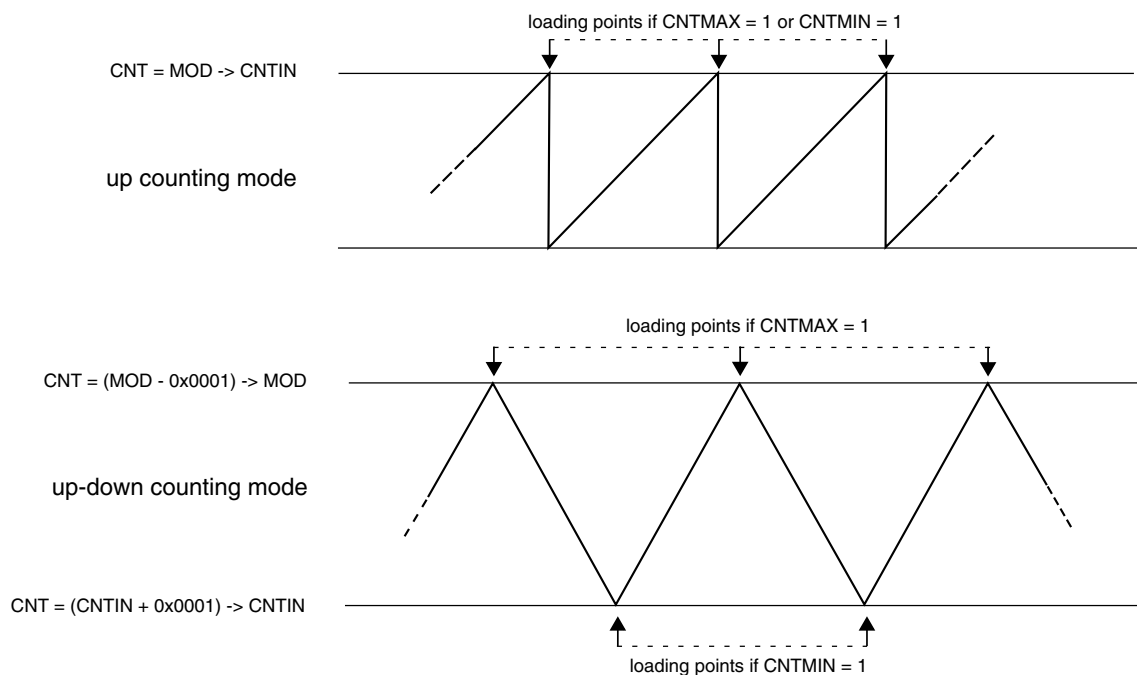 loading points if CNTMAX = 1 or CNTMIN = 1
CNT = MOD -> CNTIN
up counting mode
loading points if CNTMAX = 1
CNT = (MOD - 0x0001) -> MOD
up-down counting mode
CNT = (CNTIN + 0x0001) -> CNTIN
loading points if CNTMIN = 1